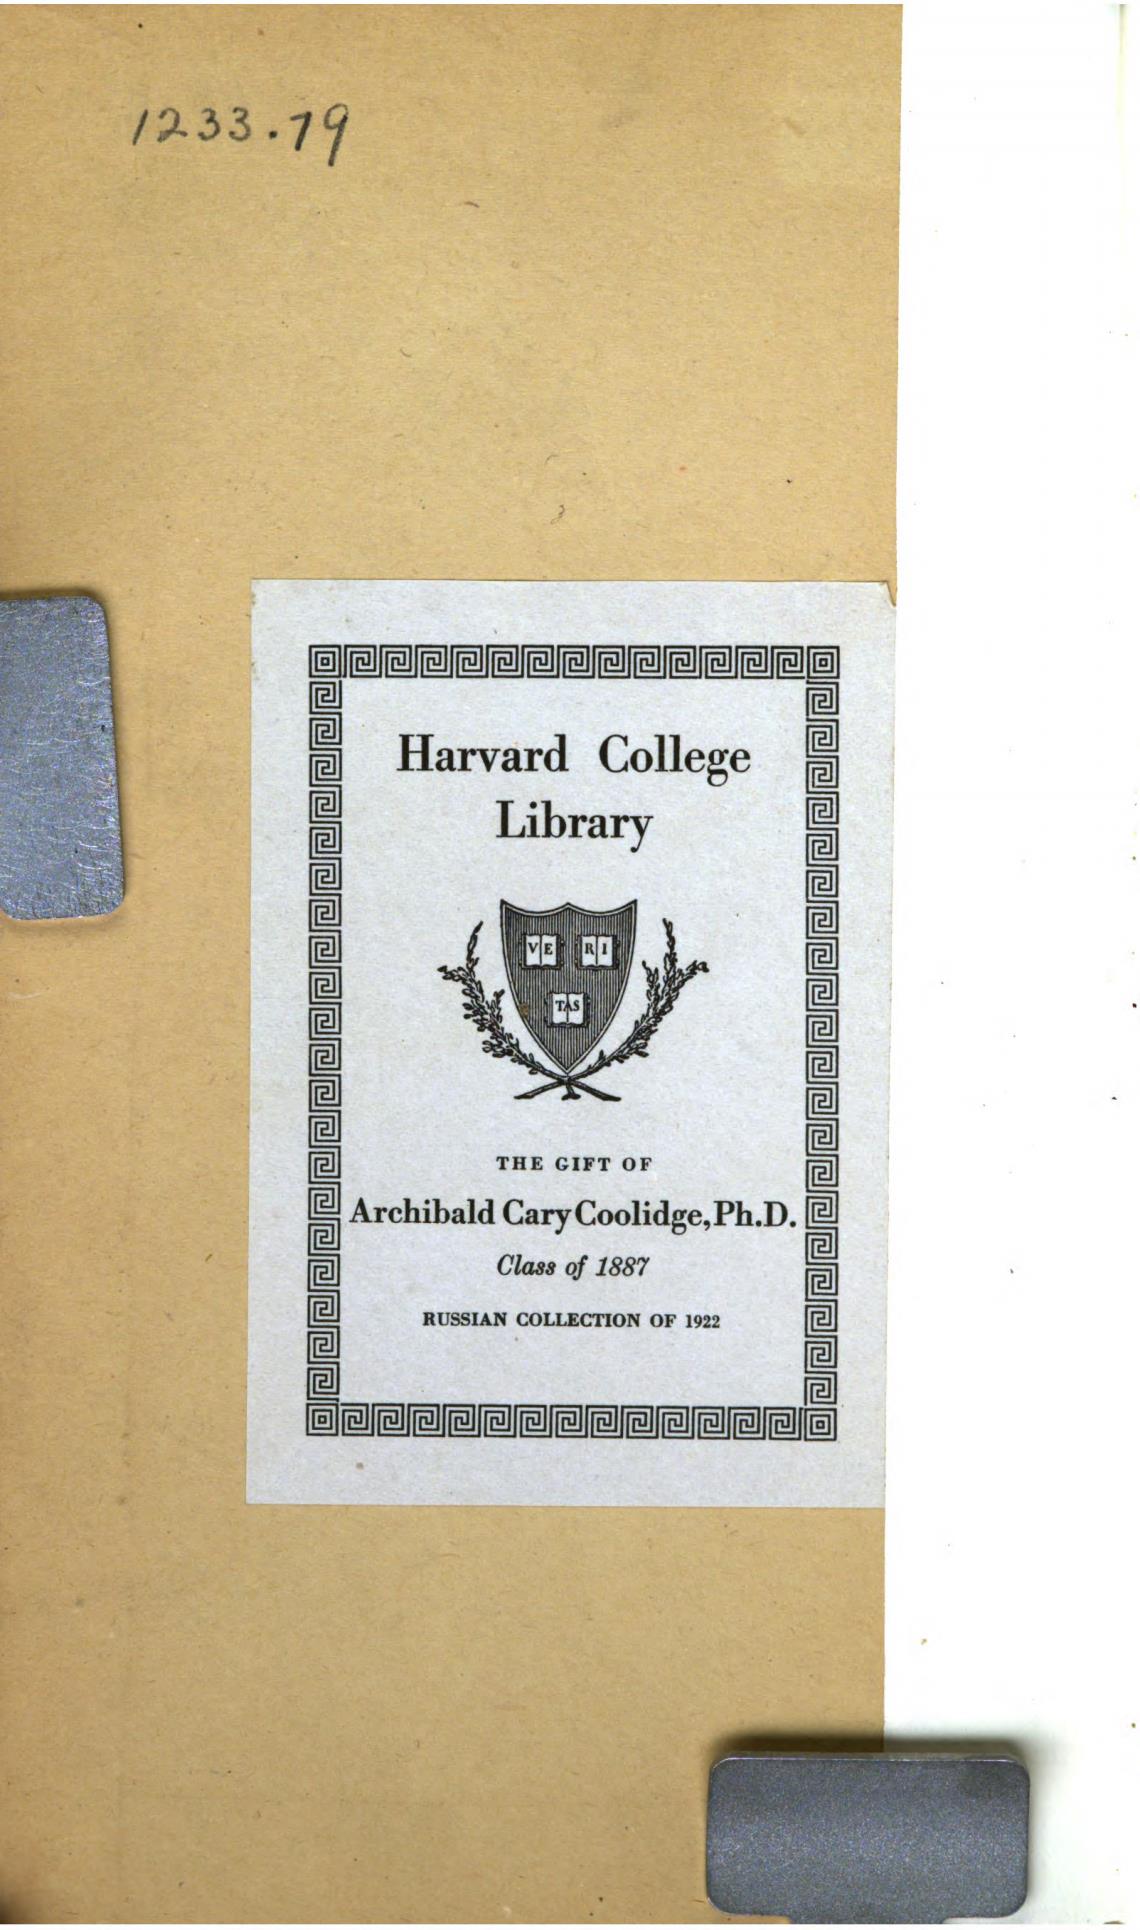 1233.79
Harvard College
Library
VE RI
TAS
THE GIFT OF
Archibald Cary Coolidge, Ph.D.
Class of 1887
RUSSIAN COLLECTION OF 1922